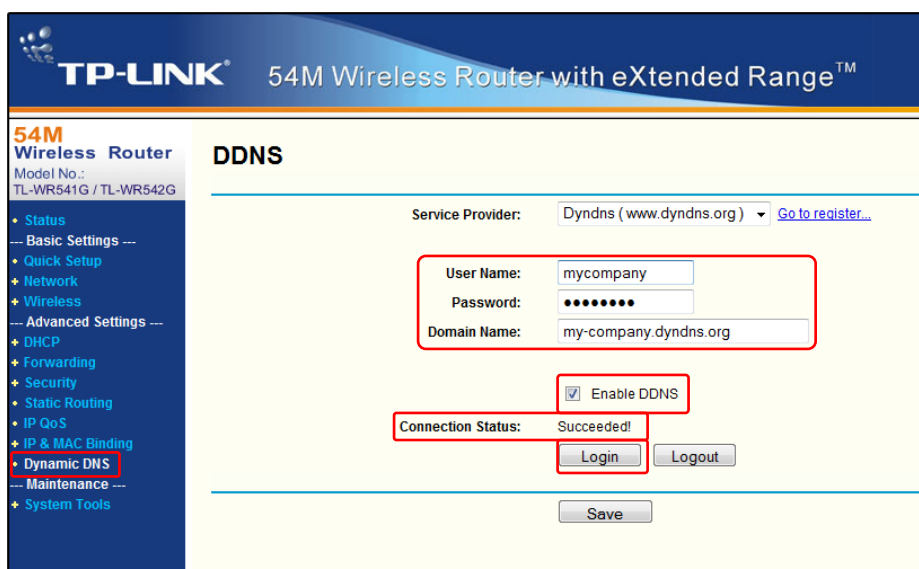 TP-LINK® 54M Wireless Router with eXtended Range™
54M
Wireless Router
Model No.:
TL-WR541G / TL-WR542G
• Status
--- Basic Settings ---
• Quick Setup
+ Network
+ Wireless
--- Advanced Settings ---
+ DHCP
+ Forwarding
+ Security
• Static Routing
• IP QoS
+ IP & MAC Binding
• Dynamic DNS
--- Maintenance ---
+ System Tools
DDNS
Service Provider: Dyndns ( www.dyndns.org ) Go to register...
User Name: mycompany
Password: ●●●●●●●●
Domain Name: my-company.dyndns.org
Enable DDNS
Connection Status: Succeeded!
Login Logout
Save